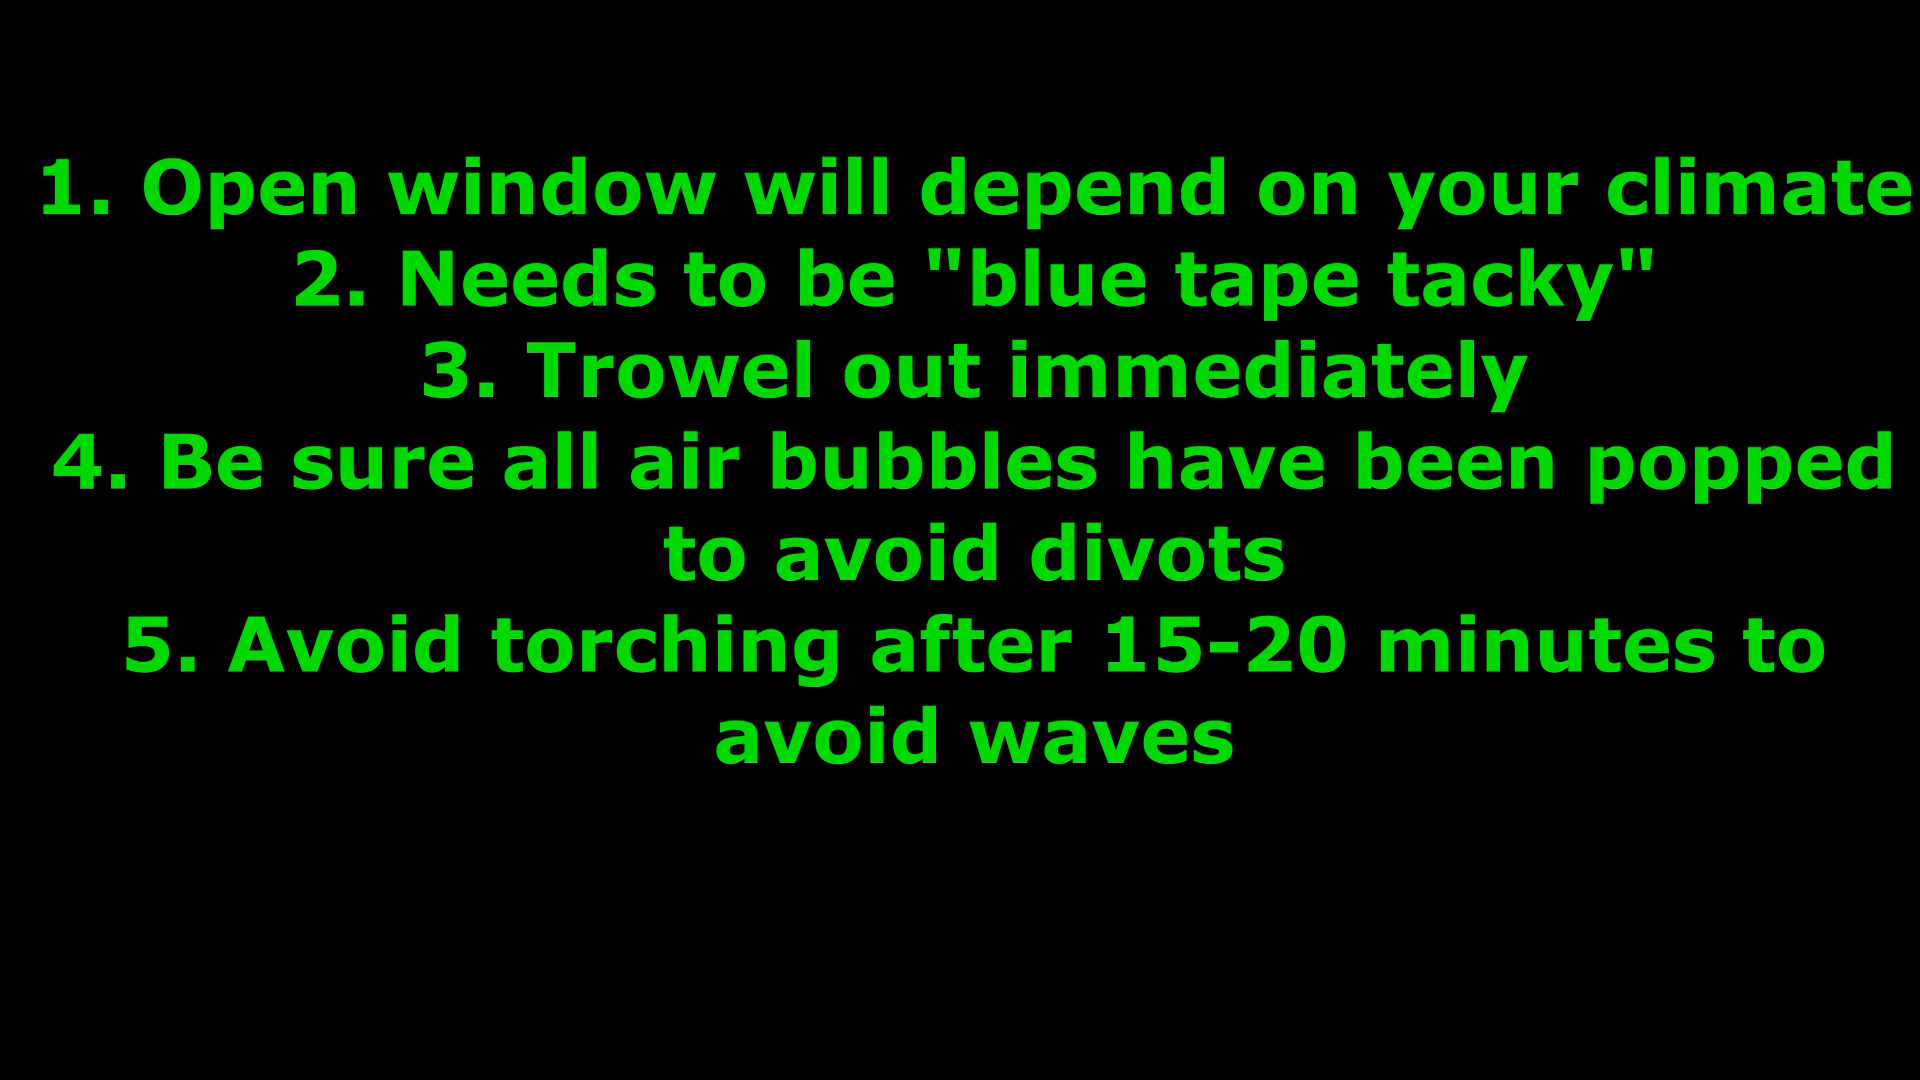 1. Open window will depend on your climate
2. Needs to be "blue tape tacky"
3. Trowel out immediately
4. Be sure all air bubbles have been popped
to avoid divots
5. Avoid torching after 15-20 minutes to
avoid waves